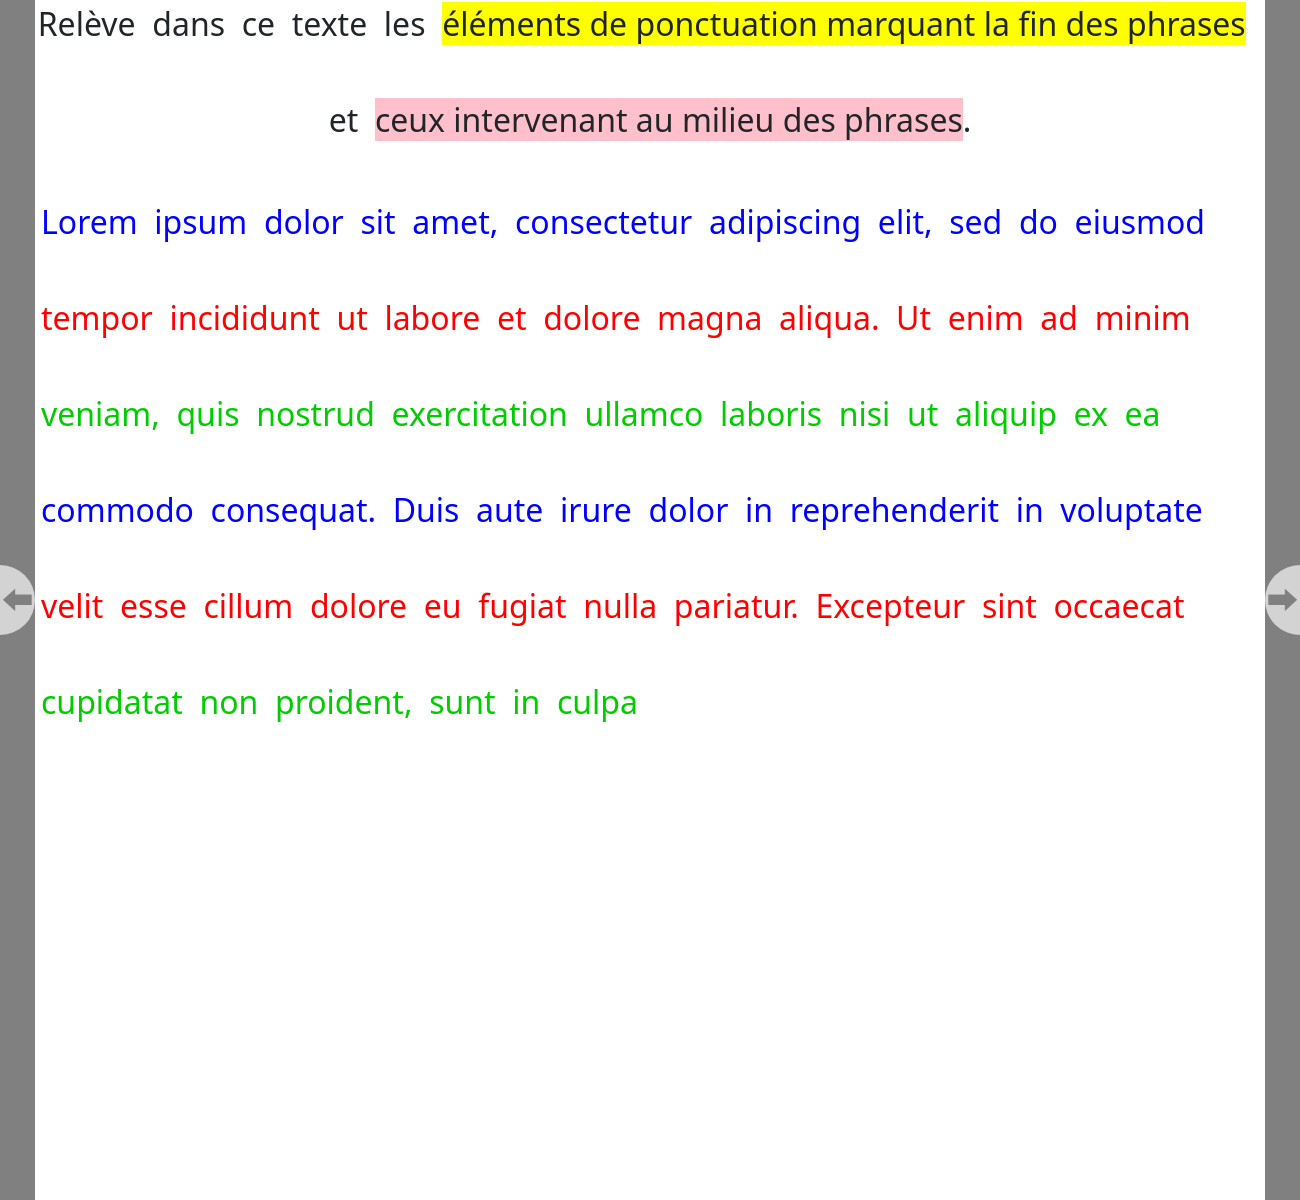 Relève dans ce texte les éléments de ponctuation marquant la fin des phrases
et ceux intervenant au milieu des phrases.
Lorem ipsum dolor sit amet, consectetur adipiscing elit, sed do eiusmod
tempor incididunt ut labore et dolore magna aliqua. Ut enim ad minim
veniam, quis nostrud exercitation ullamco laboris nisi ut aliquip ex ea
commodo consequat. Duis aute irure dolor in reprehenderit in voluptate
velit esse cillum dolore eu fugiat nulla pariatur. Excepteur sint occaecat
cupidatat non proident, sunt in culpa